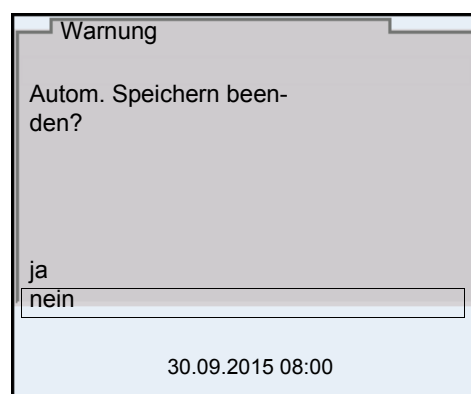 Warnung
Autom. Speichern been-
den?
ja
nein
30.09.2015 08:00